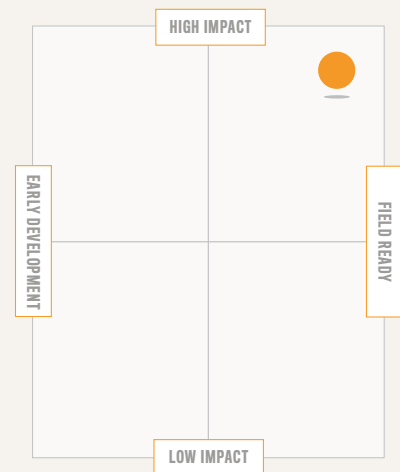 HIGH IMPACT
EARLY DEVELOPMENT
FIELD READY
LOW IMPACT